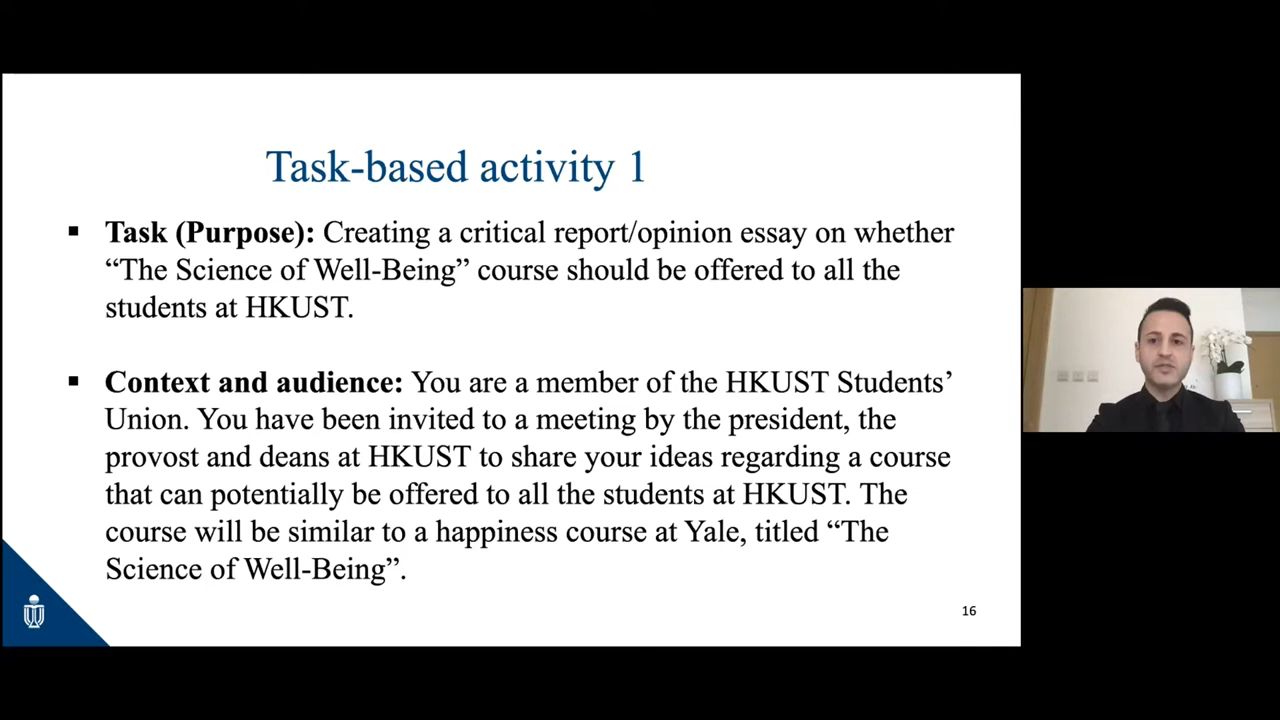 Task-based activity 1
▪ Task (Purpose): Creating a critical report/opinion essay on whether
“The Science of Well-Being” course should be offered to all the
students at HKUST.
▪ Context and audience: You are a member of the HKUST Students’
Union. You have been invited to a meeting by the president, the
provost and deans at HKUST to share your ideas regarding a course
that can potentially be offered to all the students at HKUST. The
course will be similar to a happiness course at Yale, titled “The
Science of Well-Being”.
16